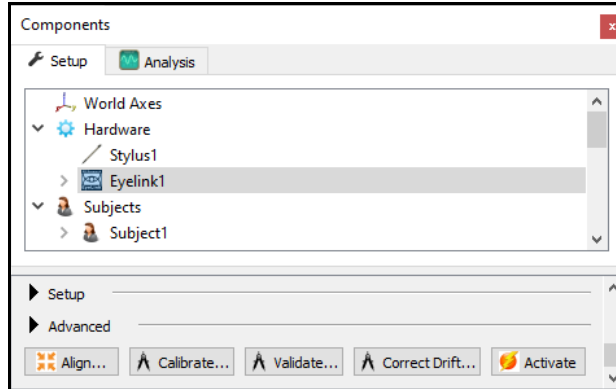 Components
x
Setup Analysis
World Axes
Hardware
Stylus1
Eyelink1
Subjects
Subject1
Setup
Advanced
Align... Calibrate... Validate... Correct Drift... Activate